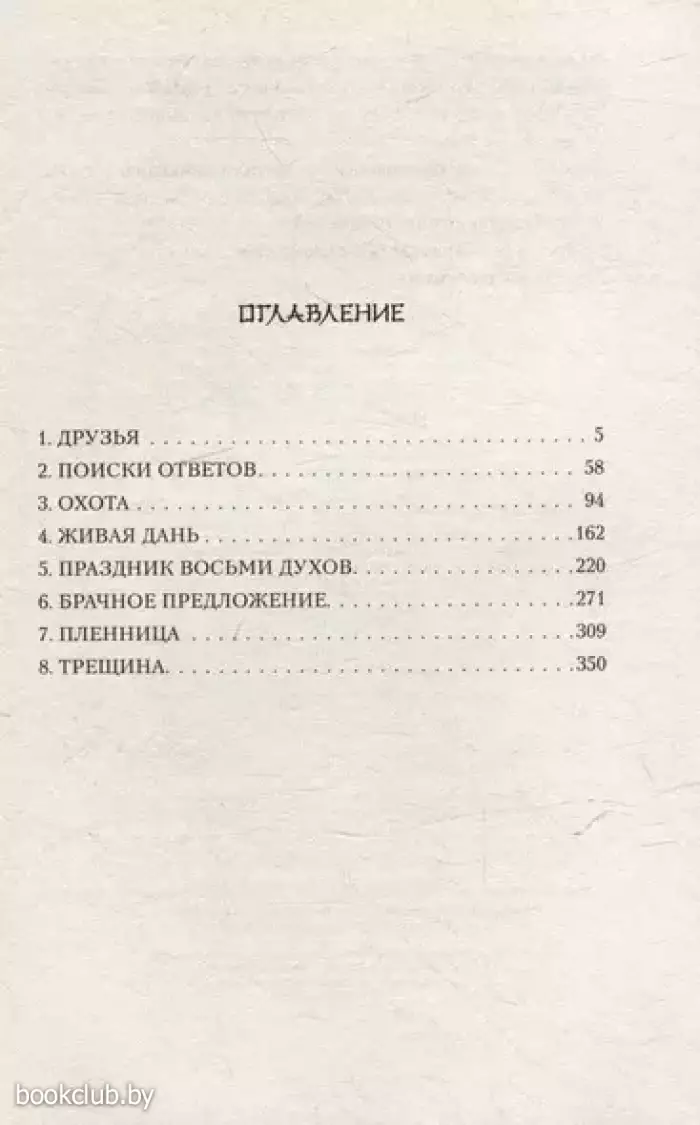 ОГЛАВЛЕНИЕ
1. ДРУЗЬЯ . . . . . . . . . . . . . . . . . . . . . . . . . . . . . . . . . 5
2. ПОИСКИ ОТВЕТОВ. . . . . . . . . . . . . . . . . . . . . . . . 58
3. ОХОТА . . . . . . . . . . . . . . . . . . . . . . . . . . . . . . . . . 94
4. ЖИВАЯ ДАНЬ . . . . . . . . . . . . . . . . . . . . . . . . . . . .162
5. ПРАЗДНИК ВОСЬМИ ДУХОВ. . . . . . . . . . . . . . . . .220
6. БРАЧНОЕ ПРЕДЛОЖЕНИЕ. . . . . . . . . . . . . . . . . . .271
7. ПЛЕННИЦА . . . . . . . . . . . . . . . . . . . . . . . . . . . . .309
8. ТРЕЩИНА. . . . . . . . . . . . . . . . . . . . . . . . . . . . . . .350
bookclub.by